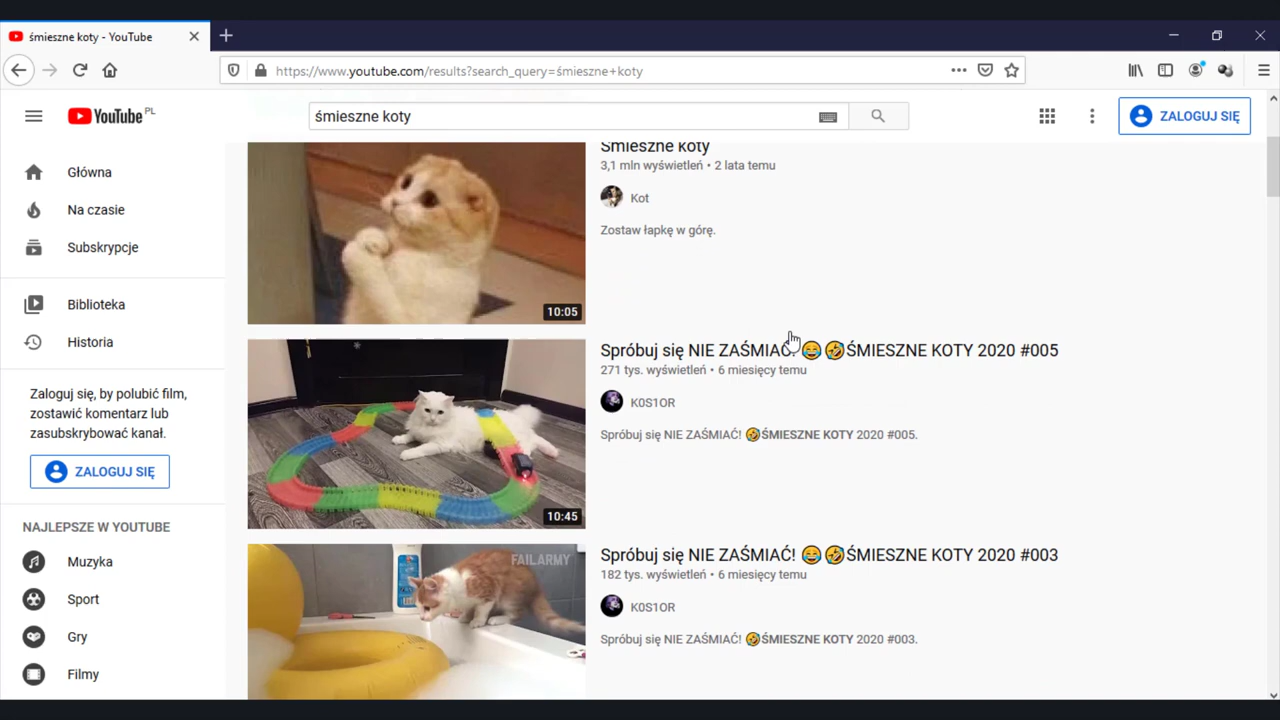 śmieszne koty - YouTube
https://www.youtube.com/results?search_query=śmieszne+koty
YouTube PL
śmieszne koty
ZALOGUJ SIĘ
Główna
Na czasie
Subskrypcje
Biblioteka
Historia
Zaloguj się, by polubić film,
zostawić komentarz lub
zasubskrybować kanał.
ZALOGUJ SIĘ
NAJLEPSZE W YOUTUBE
Muzyka
Sport
Gry
Filmy
10:05
Śmieszne koty
3,1 mln wyświetleń • 2 lata temu
Kot
Zostaw łapkę w górę.
10:45
Spróbuj się NIE ZAŚMIAĆ! 😂🤣ŚMIESZNE KOTY 2020 #005
271 tys. wyświetleń • 6 miesięcy temu
K0S1OR
Spróbuj się NIE ZAŚMIAĆ! 🤣ŚMIESZNE KOTY 2020 #005.
FAILARMY
Spróbuj się NIE ZAŚMIAĆ! 😂🤣ŚMIESZNE KOTY 2020 #003
182 tys. wyświetleń • 6 miesięcy temu
K0S1OR
Spróbuj się NIE ZAŚMIAĆ! 🤣ŚMIESZNE KOTY 2020 #003.